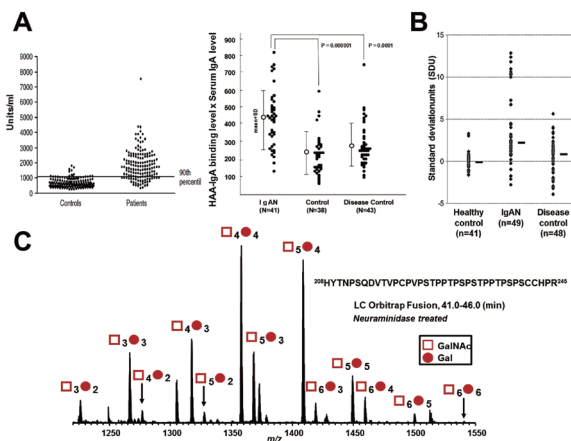 A
B
C
Units/ml
9000
8000
7000
6000
5000
4000
3000
2000
1000
0
Controls
Patients
90th
percentil
HAA-IgA binding level x Serum IgA level
900
800
700
600
500
400
300
200
100
mean+SD
P = 0.000001
P = 0.0001
I gAN
(N=41)
Control
(N=38)
Disease Control
(N=43)
Standard deviationunits (SDU)
15
10
5
0
-5
Healthy
control
(n=41)
IgAN
(n=49)
Disease
control
(n=48)
4 4
5 4
3 3
4 3
5 3
3 2
4 2
5 2
5 5
6 3
6 4
6 5
6 6
²⁰⁸HYTNPSQDVTVPCPVPSTPPTPSPSTPPTPSPSCCHPR²⁴⁵
LC Orbitrap Fusion, 41.0-46.0 (min)
Neuraminidase treated
GalNAc
Gal
1250
1300
1350
1400
1450
1500
1550
m/z